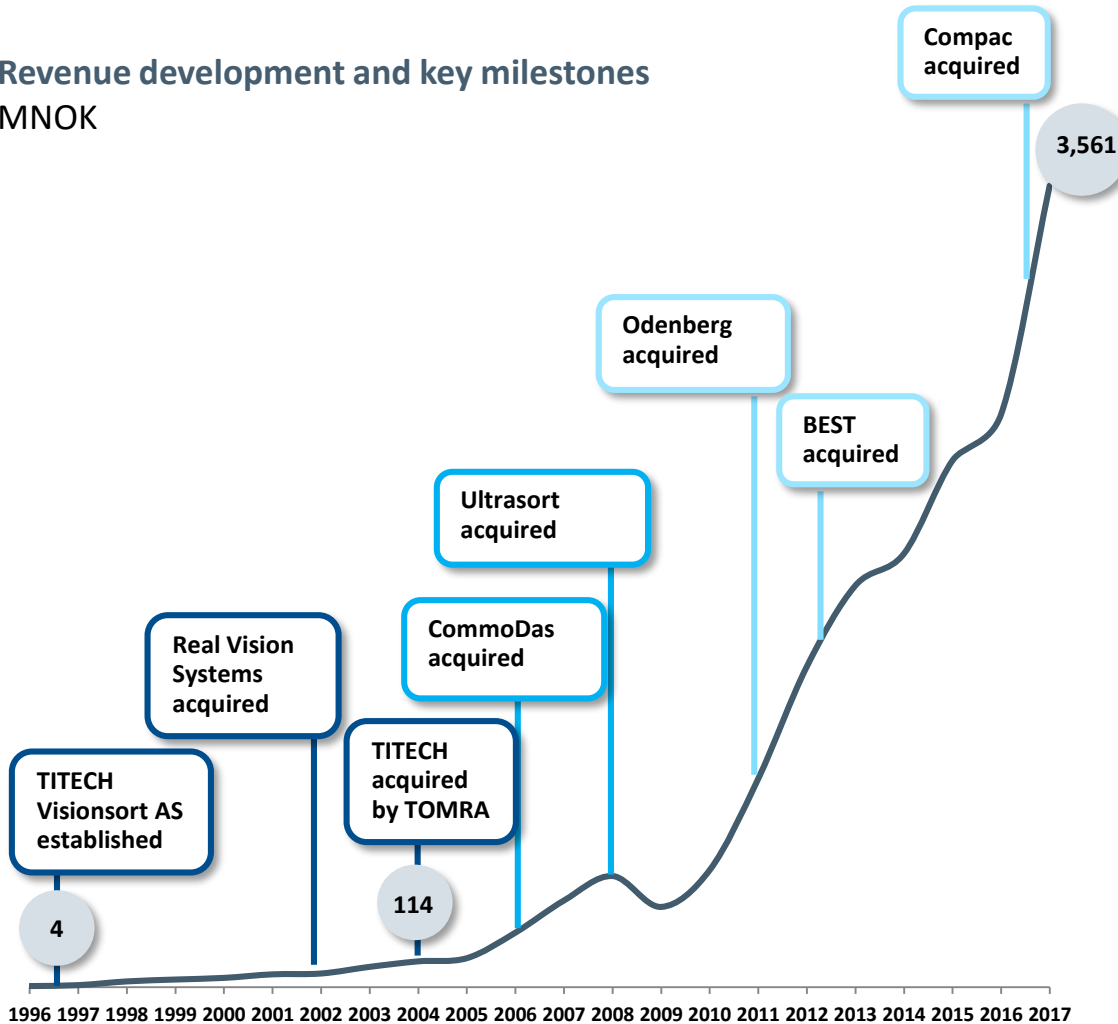 Revenue development and key milestones
MNOK
Compac
acquired
3,561
Odenberg
acquired
BEST
acquired
Ultrasort
acquired
CommoDas
acquired
Real Vision
Systems
acquired
TITECH
acquired
by TOMRA
TITECH
Visionsort AS
established
114
4
1996 1997 1998 1999 2000 2001 2002 2003 2004 2005 2006 2007 2008 2009 2010 2011 2012 2013 2014 2015 2016 2017